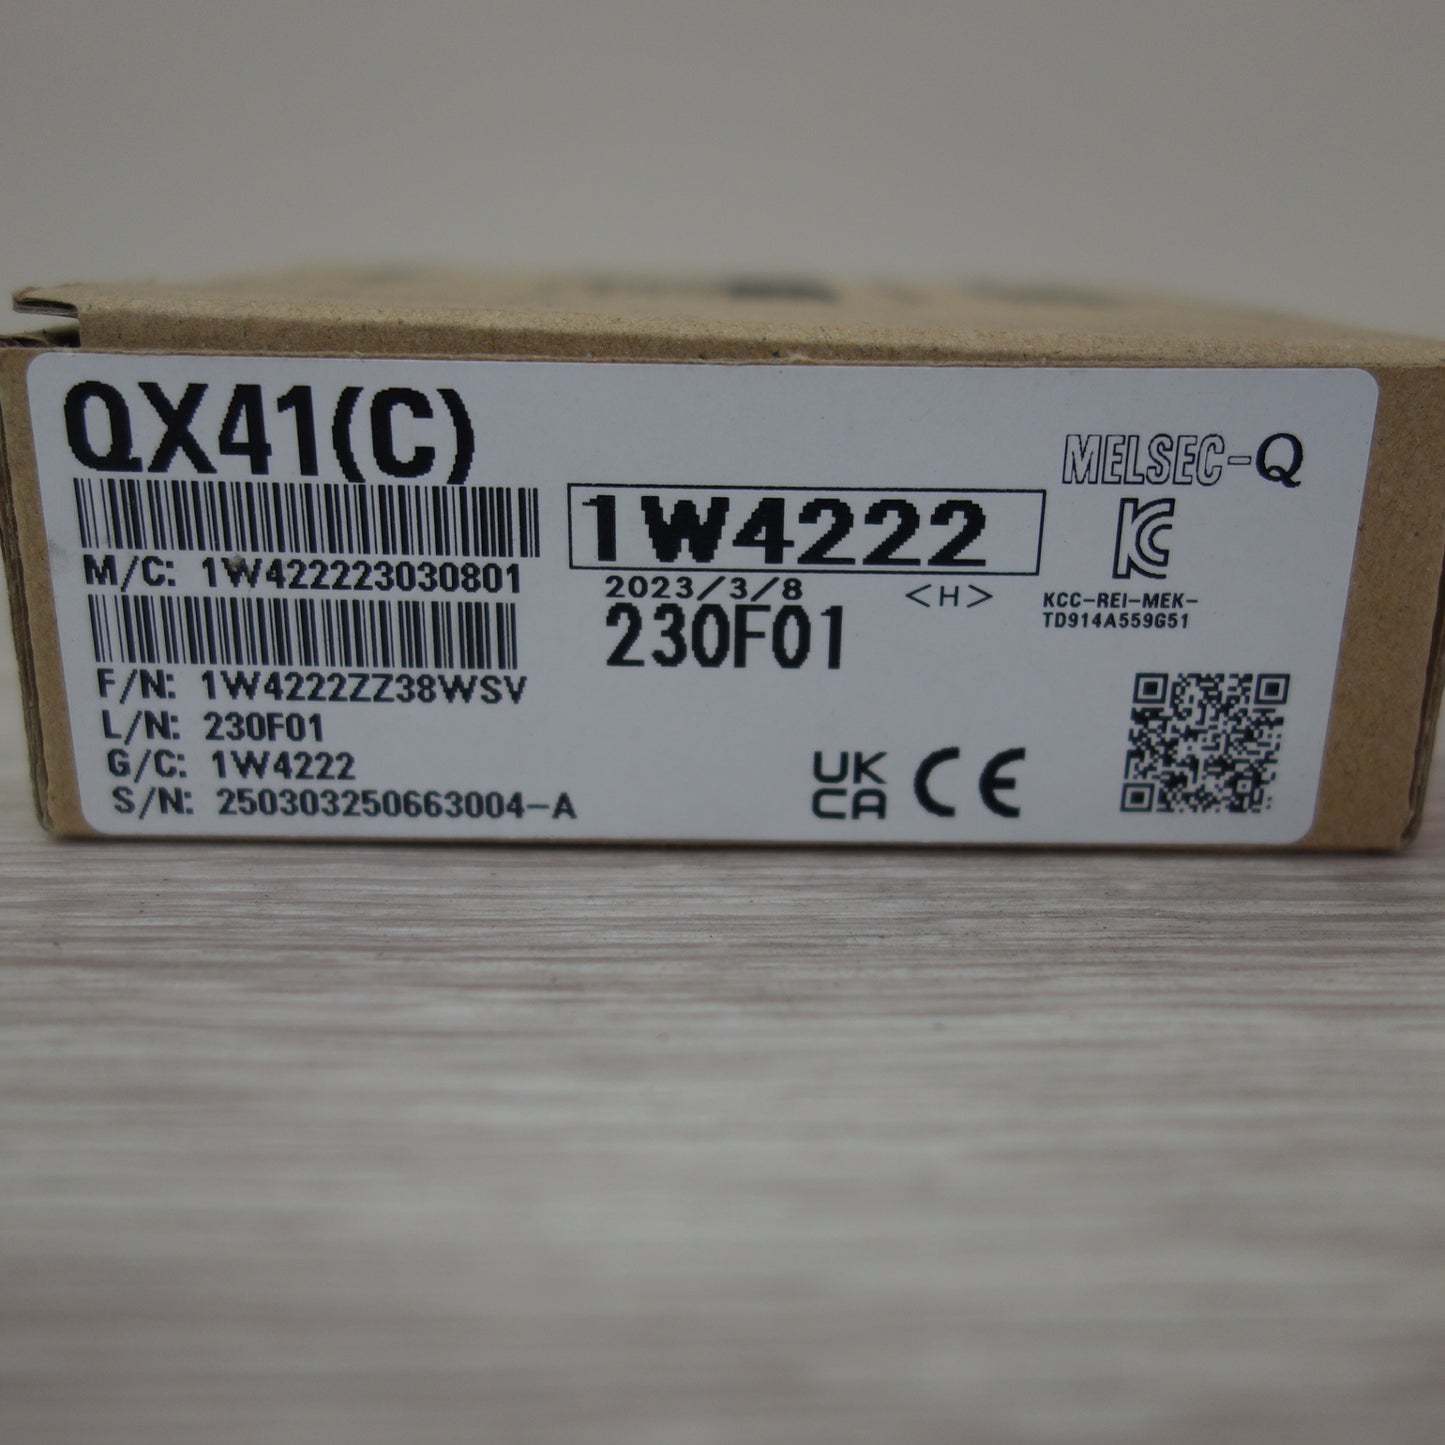 QX41(C)
M/C: 1W422223030801
F/N: 1W4222ZZ38WSV
L/N: 230F01
G/C: 1W4222
S/N: 250303250663004-A
1W4222
2023/3/8 <H>
230F01
MELSEC-Q
KCC-REI-MEK-
TD914A559G51
UK
CA
CE